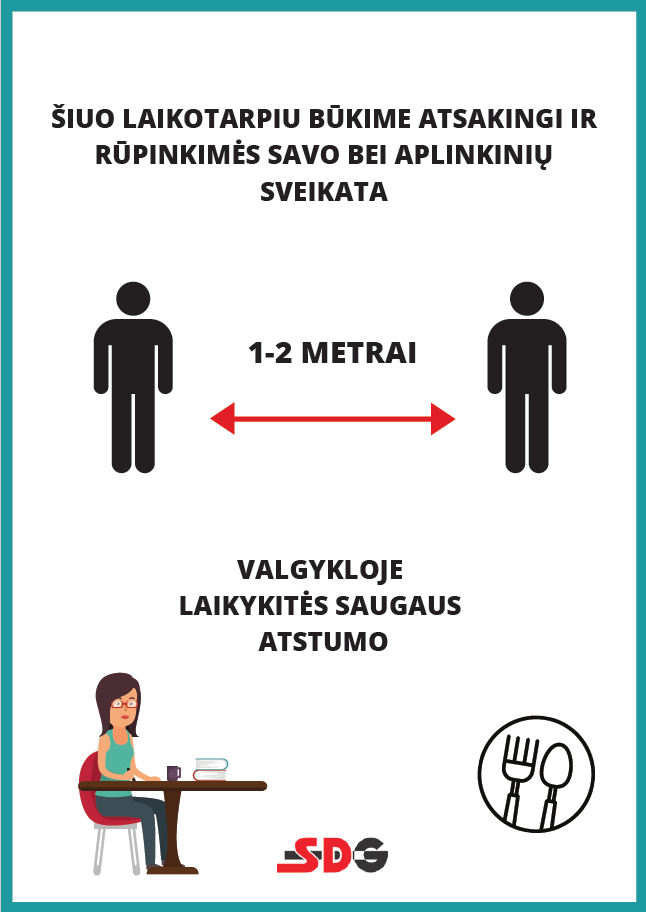 ŠIUO LAIKOTARPIU BŪKIME ATSAKINGI IR
RŪPINKIMĖS SAVO BEI APLINKINIŲ
SVEIKATA
1-2 METRAI
VALGYKLOJE
LAIKYKITĖS SAUGAUS
ATSTUMO
SDG